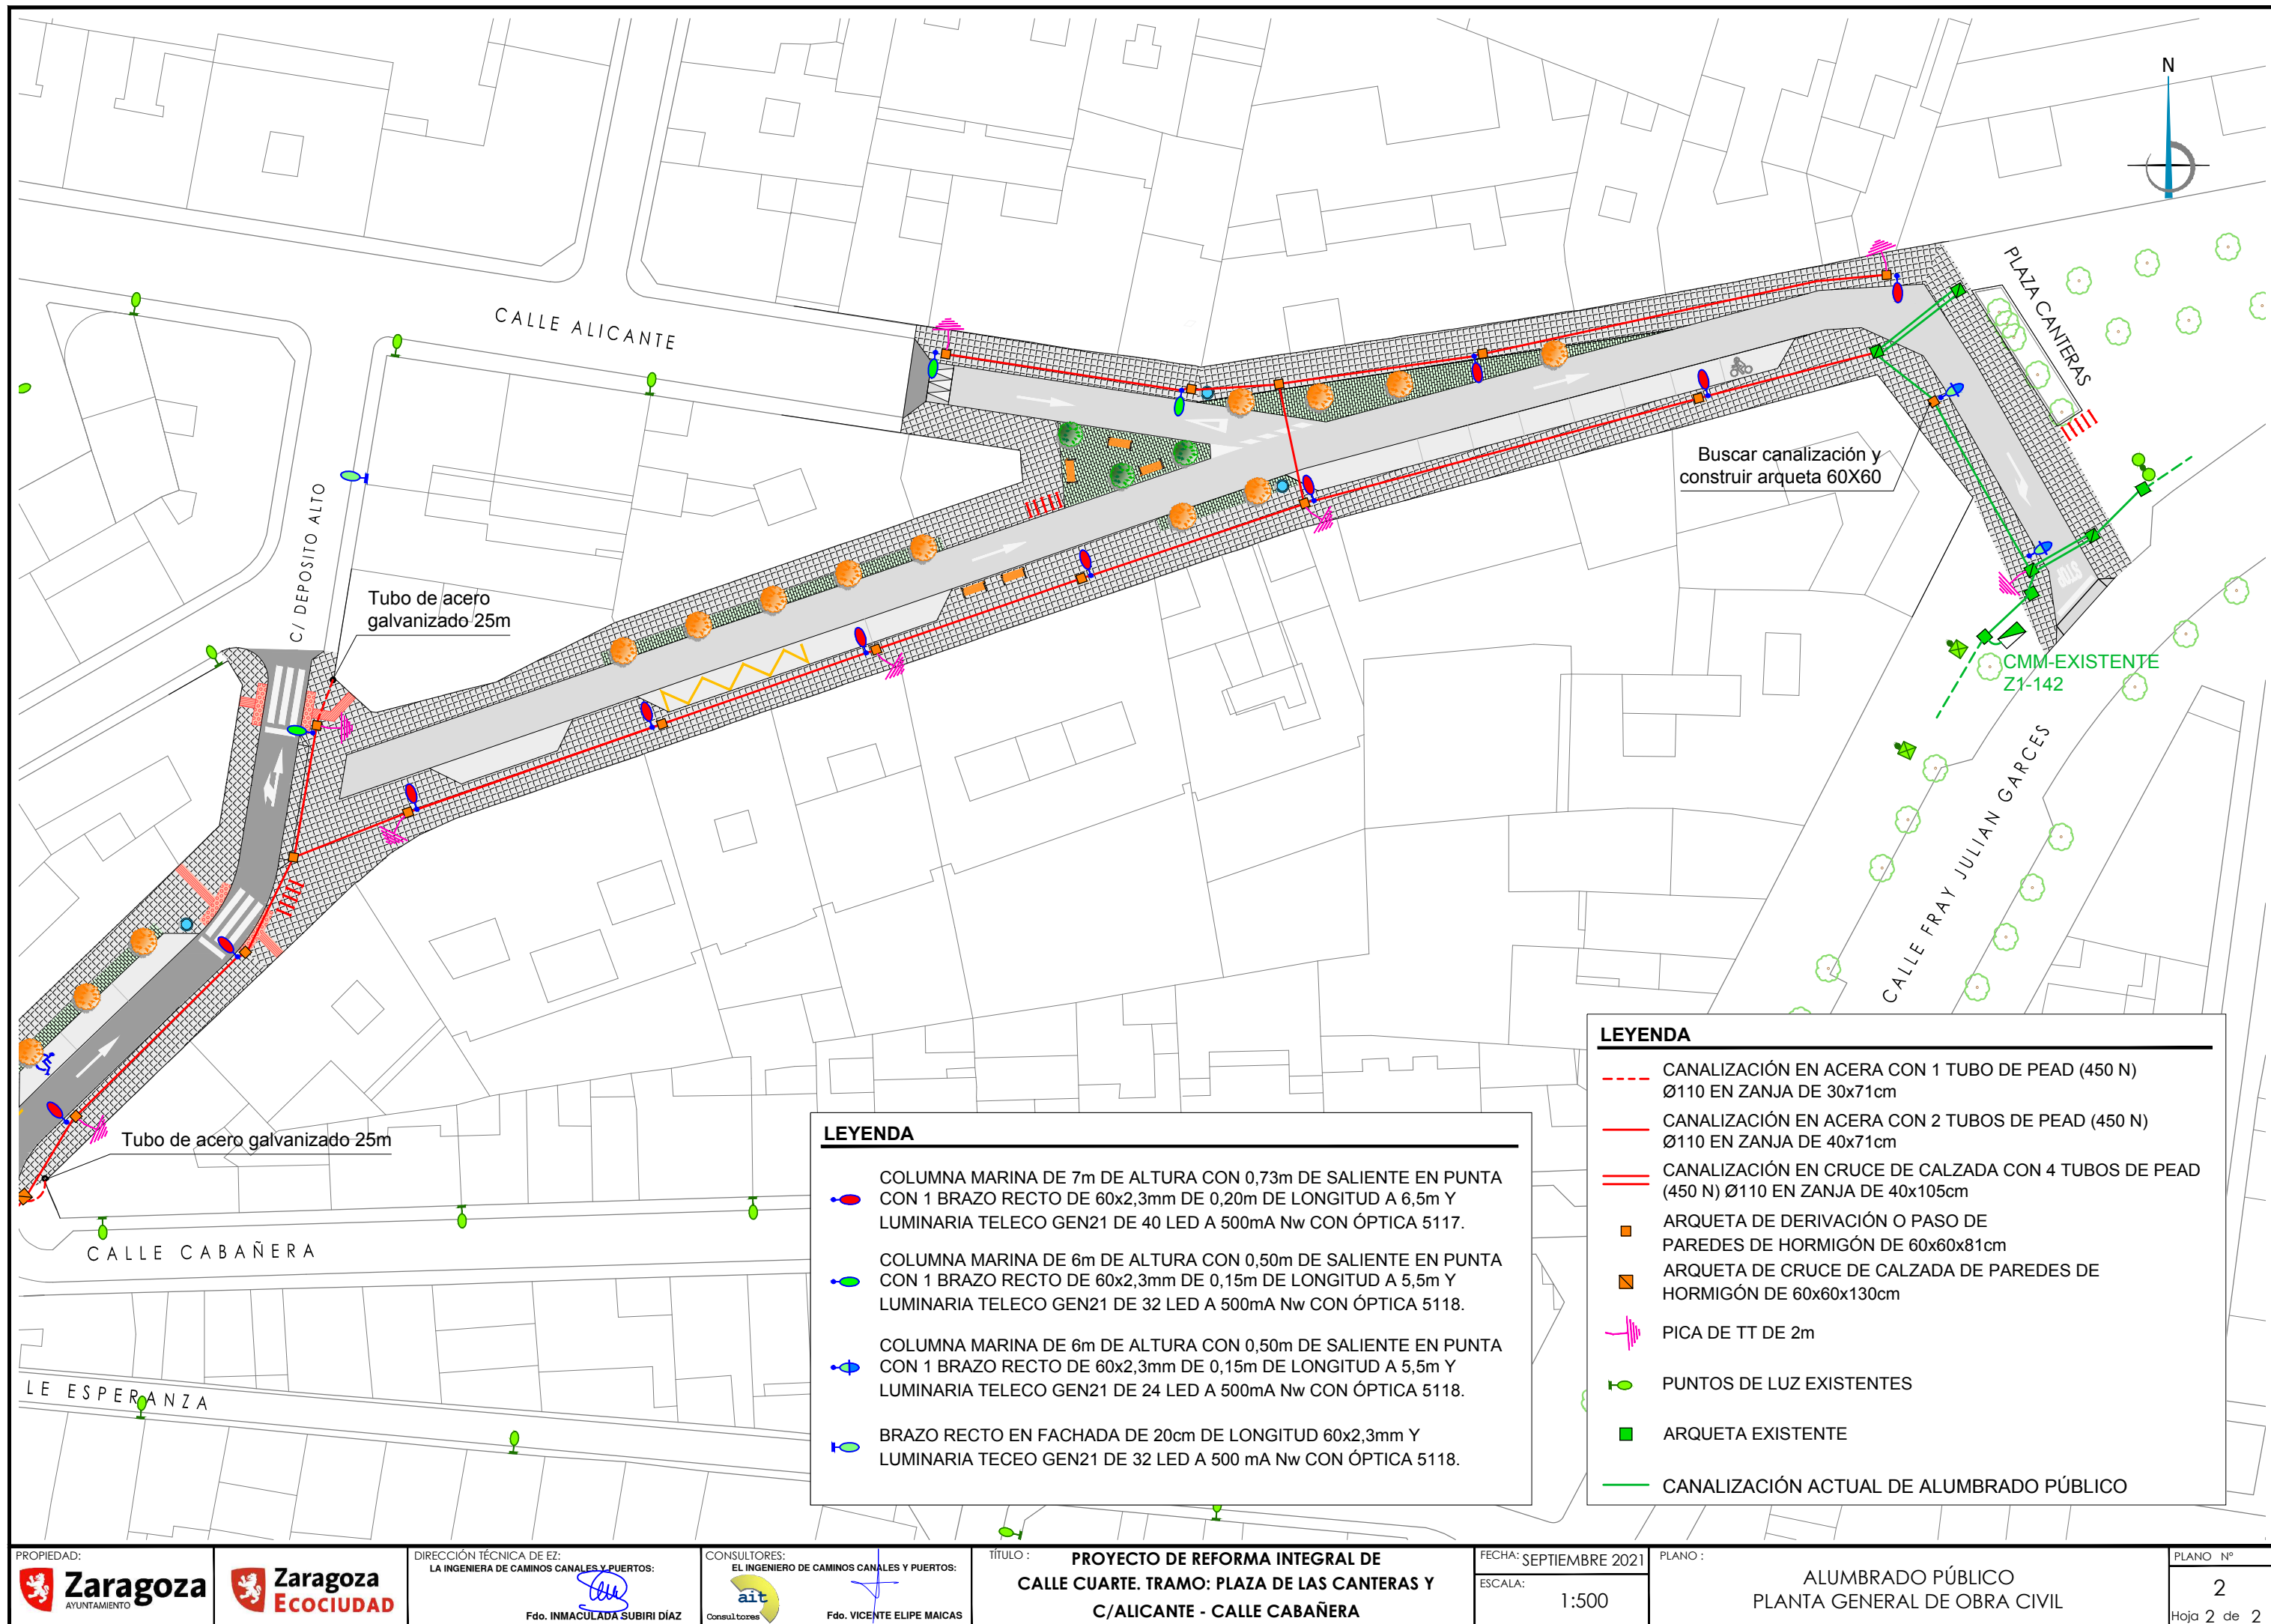 N
PLAZA CANTERAS
CALLE ALICANTE
C/ DEPOSITO ALTO
Buscar canalización y
construir arqueta 60X60
Tubo de acero
galvanizado 25m
STOP
CMM-EXISTENTE
Z1-142
CALLE FRAY JULIAN GARCES
Tubo de acero galvanizado 25m
CALLE CABAÑERA
LE ESPERANZA
LEYENDA
COLUMNA MARINA DE 7m DE ALTURA CON 0,73m DE SALIENTE EN PUNTA
CON 1 BRAZO RECTO DE 60x2,3mm DE 0,20m DE LONGITUD A 6,5m Y
LUMINARIA TELECO GEN21 DE 40 LED A 500mA Nw CON ÓPTICA 5117.
COLUMNA MARINA DE 6m DE ALTURA CON 0,50m DE SALIENTE EN PUNTA
CON 1 BRAZO RECTO DE 60x2,3mm DE 0,15m DE LONGITUD A 5,5m Y
LUMINARIA TELECO GEN21 DE 32 LED A 500mA Nw CON ÓPTICA 5118.
COLUMNA MARINA DE 6m DE ALTURA CON 0,50m DE SALIENTE EN PUNTA
CON 1 BRAZO RECTO DE 60x2,3mm DE 0,15m DE LONGITUD A 5,5m Y
LUMINARIA TELECO GEN21 DE 24 LED A 500mA Nw CON ÓPTICA 5118.
BRAZO RECTO EN FACHADA DE 20cm DE LONGITUD 60x2,3mm Y
LUMINARIA TECEO GEN21 DE 32 LED A 500 mA Nw CON ÓPTICA 5118.
LEYENDA
CANALIZACIÓN EN ACERA CON 1 TUBO DE PEAD (450 N)
Ø110 EN ZANJA DE 30x71cm
CANALIZACIÓN EN ACERA CON 2 TUBOS DE PEAD (450 N)
Ø110 EN ZANJA DE 40x71cm
CANALIZACIÓN EN CRUCE DE CALZADA CON 4 TUBOS DE PEAD
(450 N) Ø110 EN ZANJA DE 40x105cm
ARQUETA DE DERIVACIÓN O PASO DE
PAREDES DE HORMIGÓN DE 60x60x81cm
ARQUETA DE CRUCE DE CALZADA DE PAREDES DE
HORMIGÓN DE 60x60x130cm
PICA DE TT DE 2m
PUNTOS DE LUZ EXISTENTES
ARQUETA EXISTENTE
CANALIZACIÓN ACTUAL DE ALUMBRADO PÚBLICO
PROPIEDAD:
Zaragoza
AYUNTAMIENTO
Zaragoza
ECOCIUDAD
DIRECCIÓN TÉCNICA DE EZ:
LA INGENIERA DE CAMINOS CANALES Y PUERTOS:
Fdo. INMACULADA SUBIRI DÍAZ
CONSULTORES:
EL INGENIERO DE CAMINOS CANALES Y PUERTOS:
ait
Consultores
Fdo. VICENTE ELIPE MAICAS
TÍTULO :
PROYECTO DE REFORMA INTEGRAL DE
CALLE CUARTE. TRAMO: PLAZA DE LAS CANTERAS Y
C/ALICANTE - CALLE CABAÑERA
FECHA: SEPTIEMBRE 2021
ESCALA:
1:500
PLANO :
ALUMBRADO PÚBLICO
PLANTA GENERAL DE OBRA CIVIL
PLANO Nº
2
Hoja 2 de 2